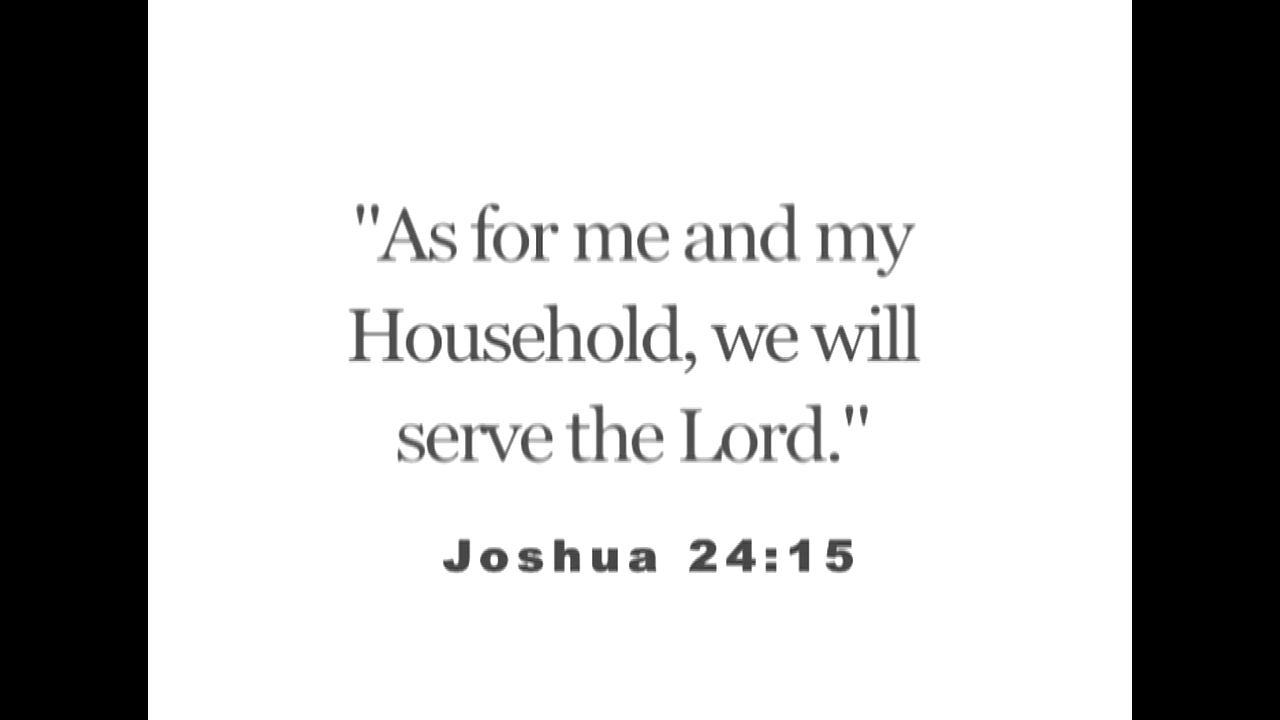 "As for me and my
Household, we will
serve the Lord."
Joshua 24:15